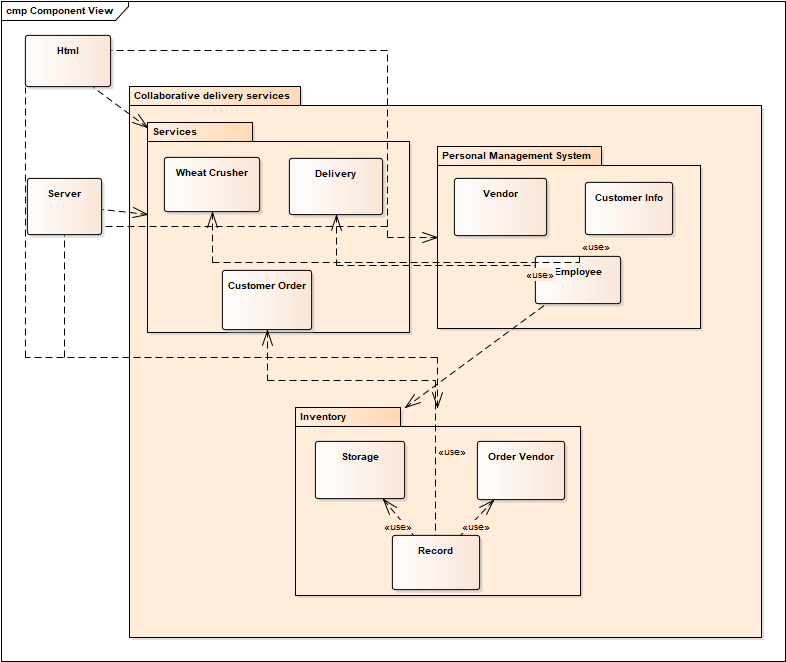 cmp Component View
Html
Collaborative delivery services
Services
Personal Management System
Wheat Crusher
Delivery
Vendor
Customer Info
Server
«use»
«use»
Employee
Customer Order
Inventory
Storage
«use»
Order Vendor
«use»
«use»
Record